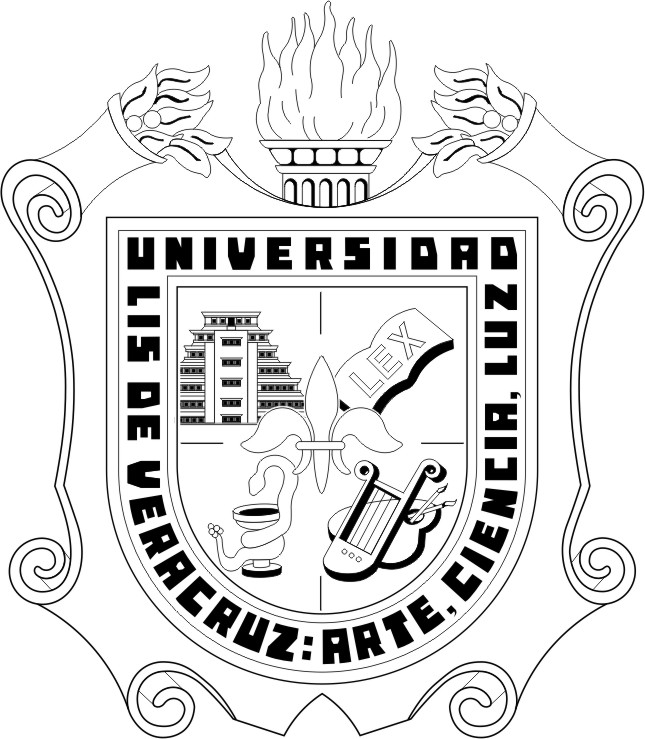 UNIVERSIDAD
LIS DE VERACRUZ: ARTE, CIENCIA, LUZ
LEX